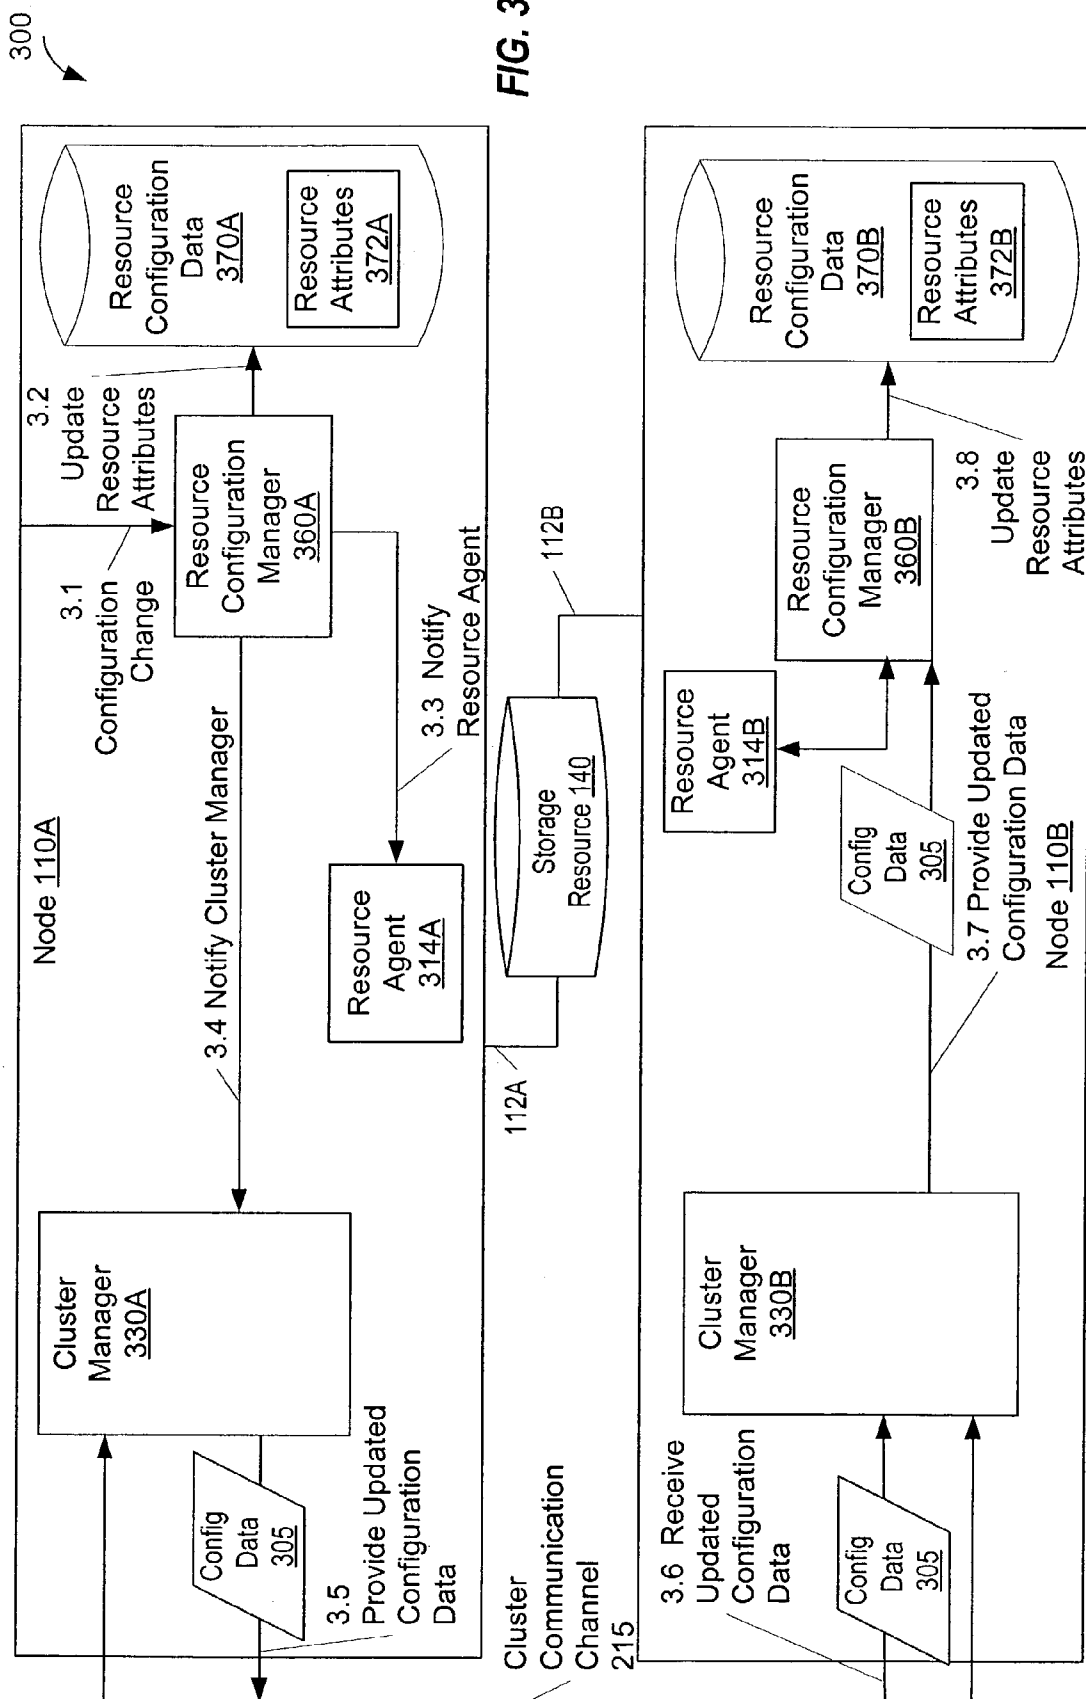 300
FIG. 3
Node 110A
Cluster
Manager
330A
3.4 Notify Cluster Manager
3.1
Configuration
Change
3.2
Update
Resource
Attributes
Resource
Configuration
Manager
360A
Resource
Configuration
Data
370A
Resource
Attributes
372A
Config
Data
305
3.5
Provide Updated
Configuration
Data
Resource
Agent
314A
3.3 Notify
Resource Agent
Cluster
Communication
Channel
215
112A
Storage
Resource 140
112B
3.6 Receive
Updated
Configuration
Data
Config
Data
305
Cluster
Manager
330B
Resource
Agent
314B
Config
Data
305
3.7 Provide Updated
Configuration Data
Node 110B
Resource
Configuration
Manager
360B
3.8
Update
Resource
Attributes
Resource
Configuration
Data
370B
Resource
Attributes
372B